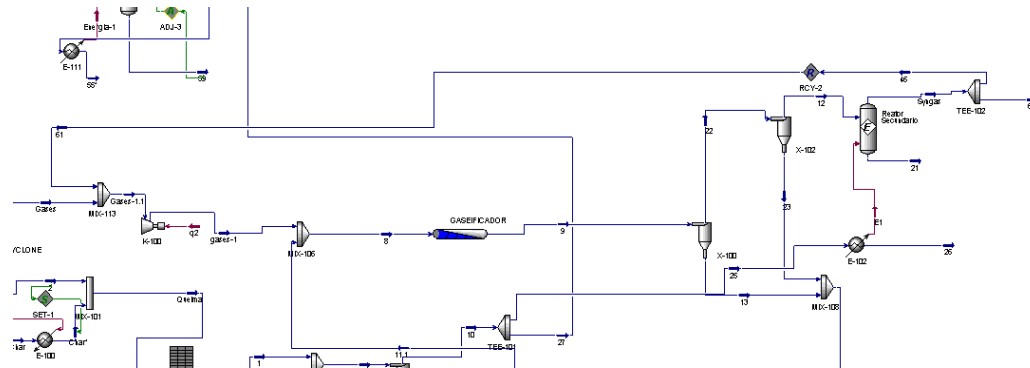 Energia-1
ADJ-3
E-111
59
RCY-2
46
12
Syngas
TEE-102
Reator
Secundario
61
22
X-102
21
Gases-1.1
Gases
MIX-113
K-100
q2
gases-1
GASEIFICADOR
23
E1
MIX-106
8
9
X-100
E-102
26
25
/CLONE
2
SET-1
MIX-101
Queima
13
MIX-108
Char'
E-100
10
TEE-101
27
11.1
1